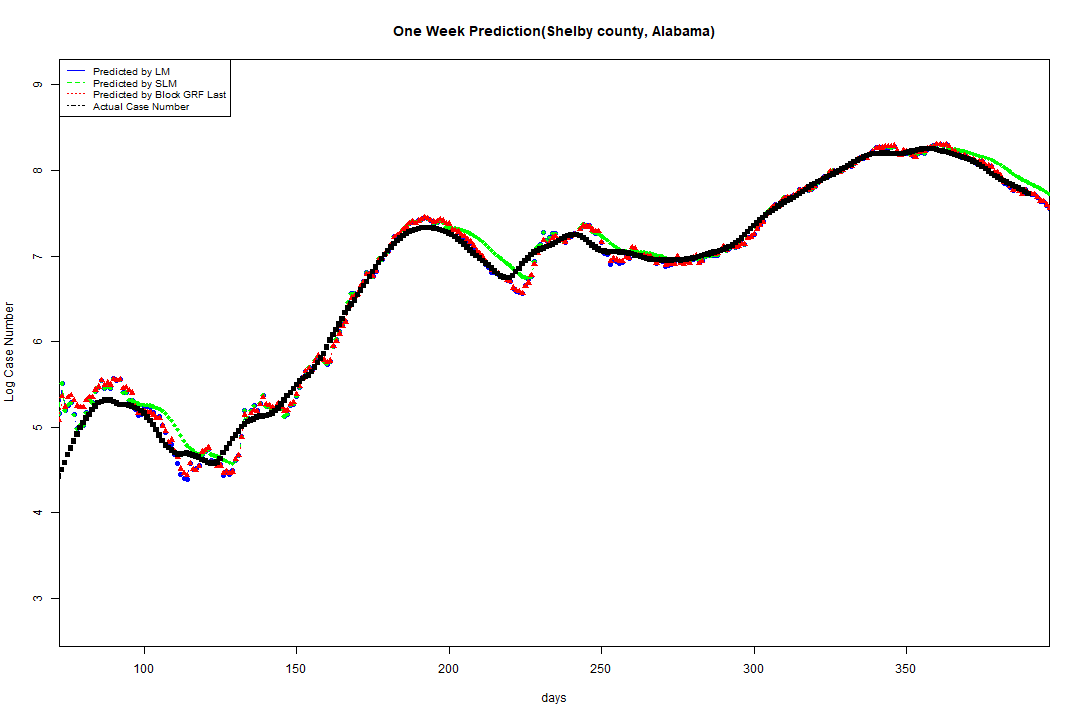 One Week Prediction(Shelby county, Alabama)
Predicted by LM
Predicted by SLM
Predicted by Block GRF Last
Actual Case Number
9
8
7
6
5
4
3
Log Case Number
100
150
200
250
300
350
days